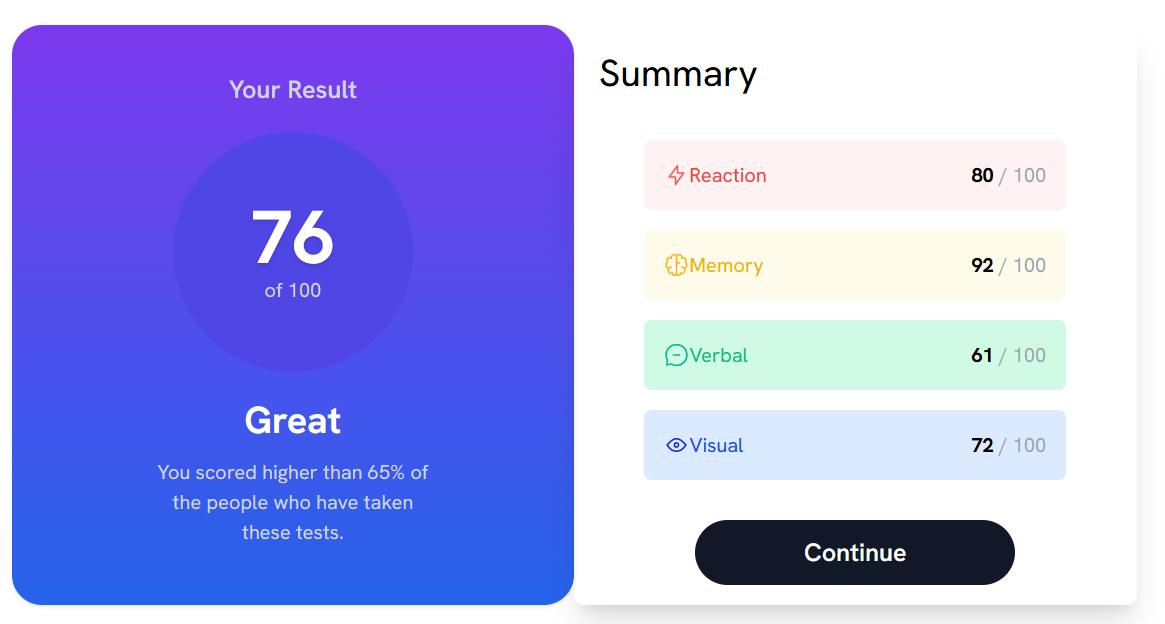 Your Result
76
of 100
Great
You scored higher than 65% of
the people who have taken
these tests.
Summary
Reaction 80 / 100
Memory 92 / 100
Verbal 61 / 100
Visual 72 / 100
Continue